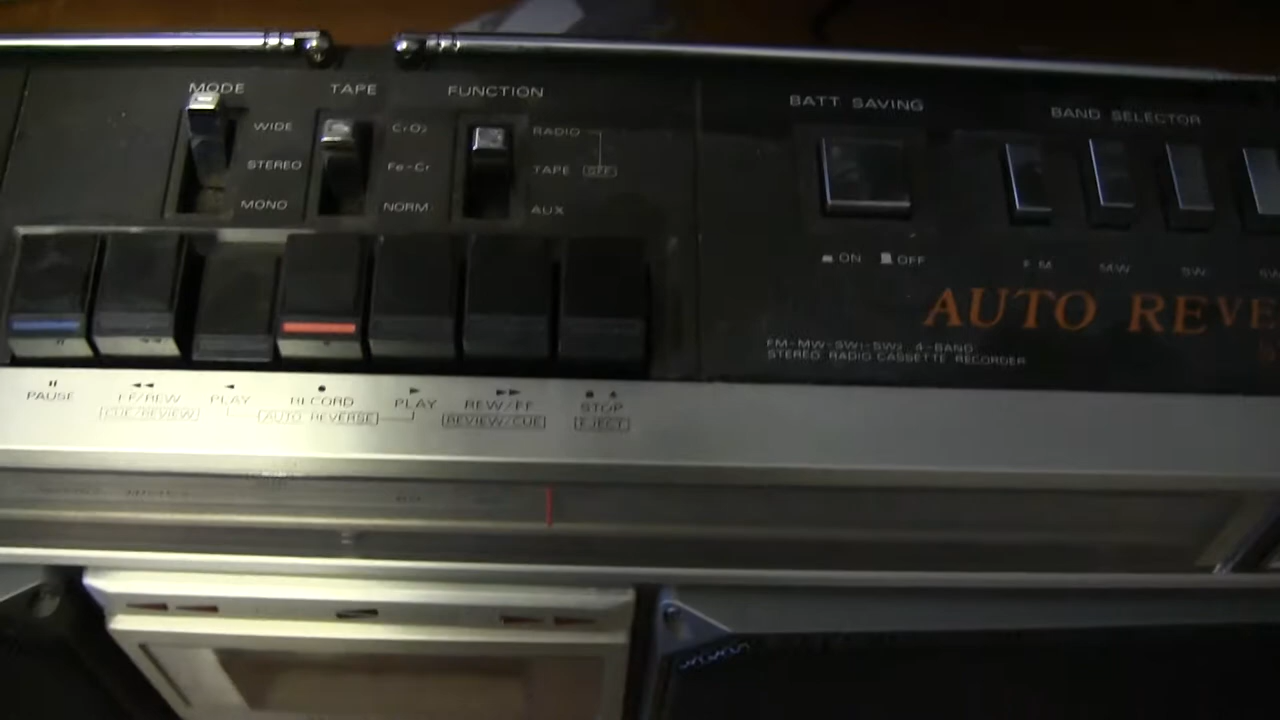 MODE
WIDE
STEREO
MONO
TAPE
CrO₂
Fe-Cr
NORM
FUNCTION
RADIO
TAPE OFF
AUX
BATT SAVING
ON OFF
BAND SELECTOR
FM MW SW SW
AUTO REVE
FM-MW-SW1-SW2 4-BAND
STEREO RADIO CASSETTE RECORDER
PAUSE FF/REW PLAY RECORD PLAY REW/FF STOP
CUE/REVIEW AUTO REVERSE REVIEW/CUE EJECT